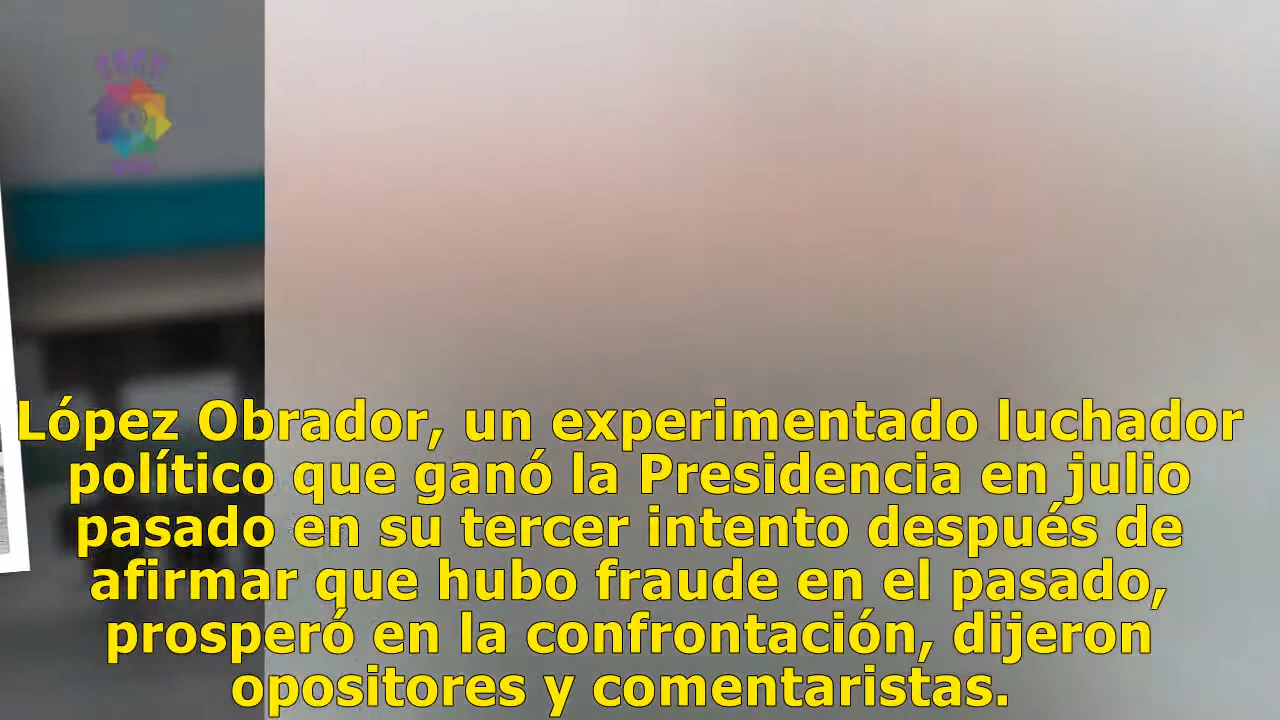 López Obrador, un experimentado luchador
político que ganó la Presidencia en julio
pasado en su tercer intento después de
afirmar que hubo fraude en el pasado,
prosperó en la confrontación, dijeron
opositores y comentaristas.